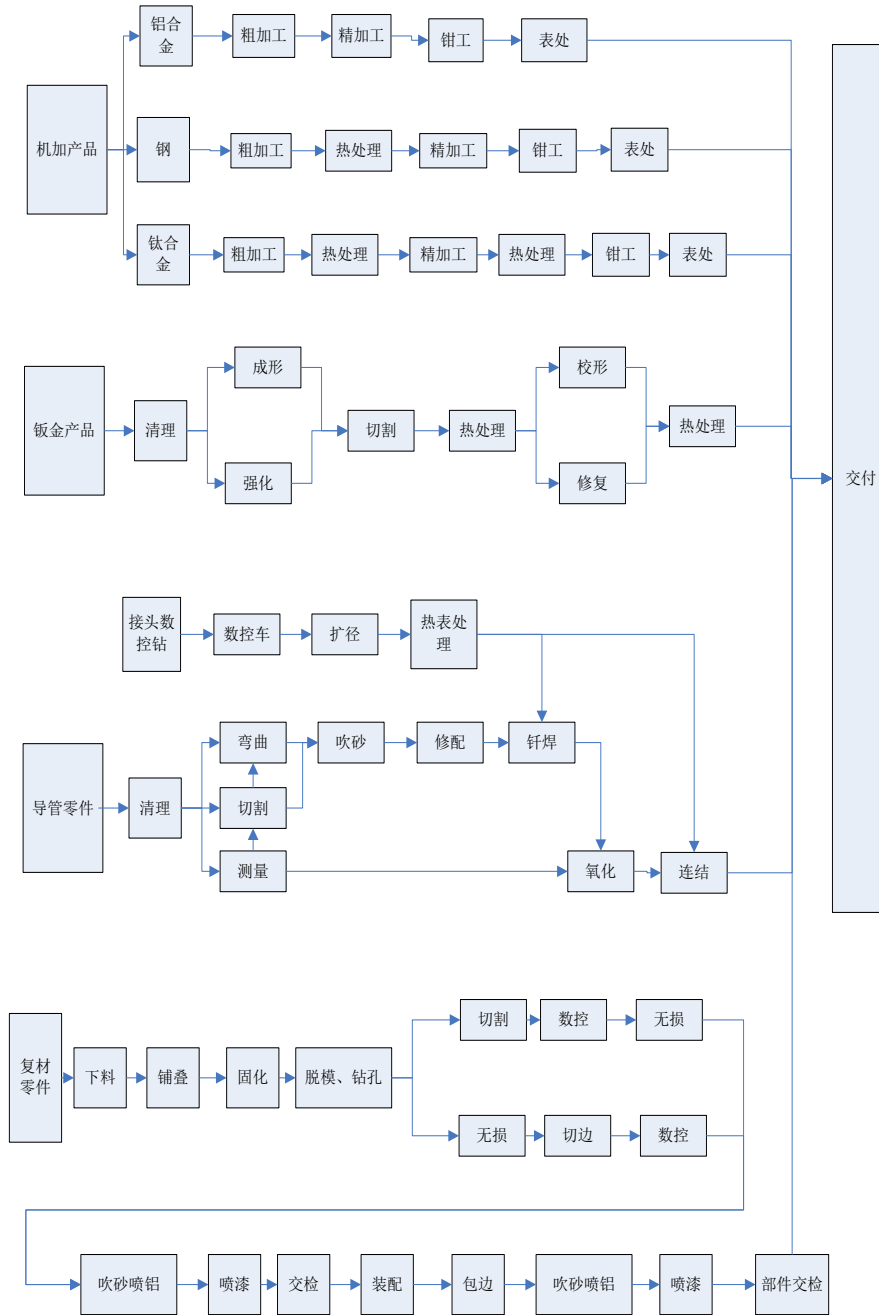 铝合
金
粗加工
精加工
钳工
表处
机加产品
钢
粗加工
热处理
精加工
钳工
表处
钛合
金
粗加工
热处理
精加工
热处理
钳工
表处
钣金产品
清理
成形
强化
切割
热处理
校形
修复
热处理
交付
接头数
控钻
数控车
扩径
热表处
理
导管零件
清理
弯曲
切割
测量
吹砂
修配
钎焊
氧化
连结
复材
零件
下料
铺叠
固化
脱模、钻孔
切割
数控
无损
无损
切边
数控
吹砂喷铝
喷漆
交检
装配
包边
吹砂喷铝
喷漆
部件交检